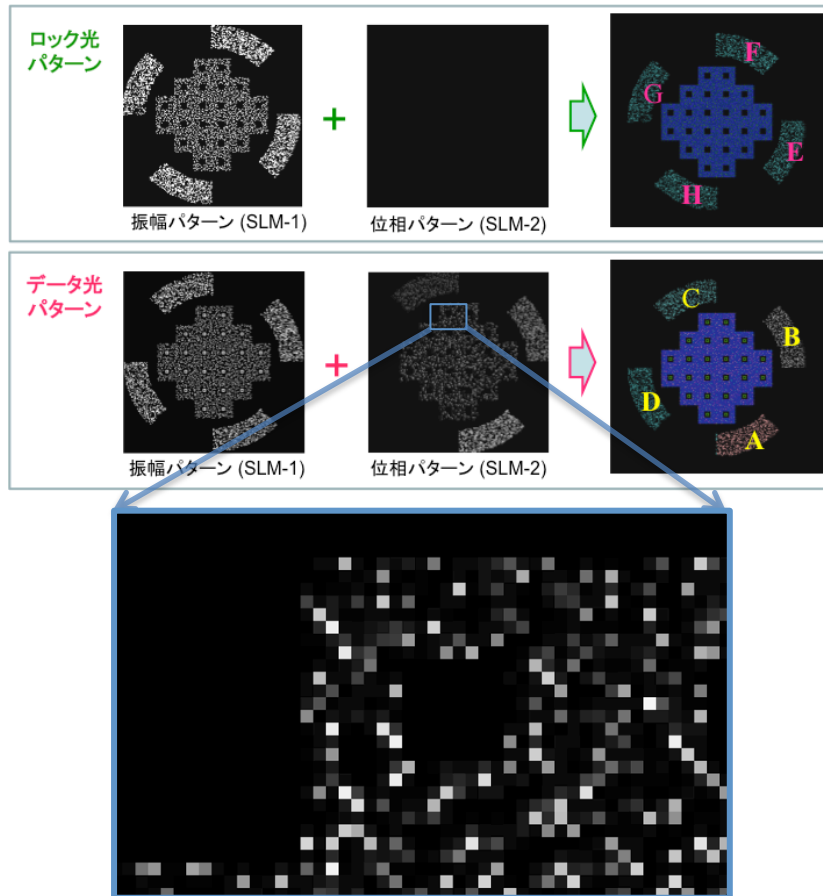 ロック光
パターン
F
G
E
H
振幅パターン (SLM-1)
位相パターン (SLM-2)
データ光
パターン
C
B
D
A
振幅パターン (SLM-1)
位相パターン (SLM-2)